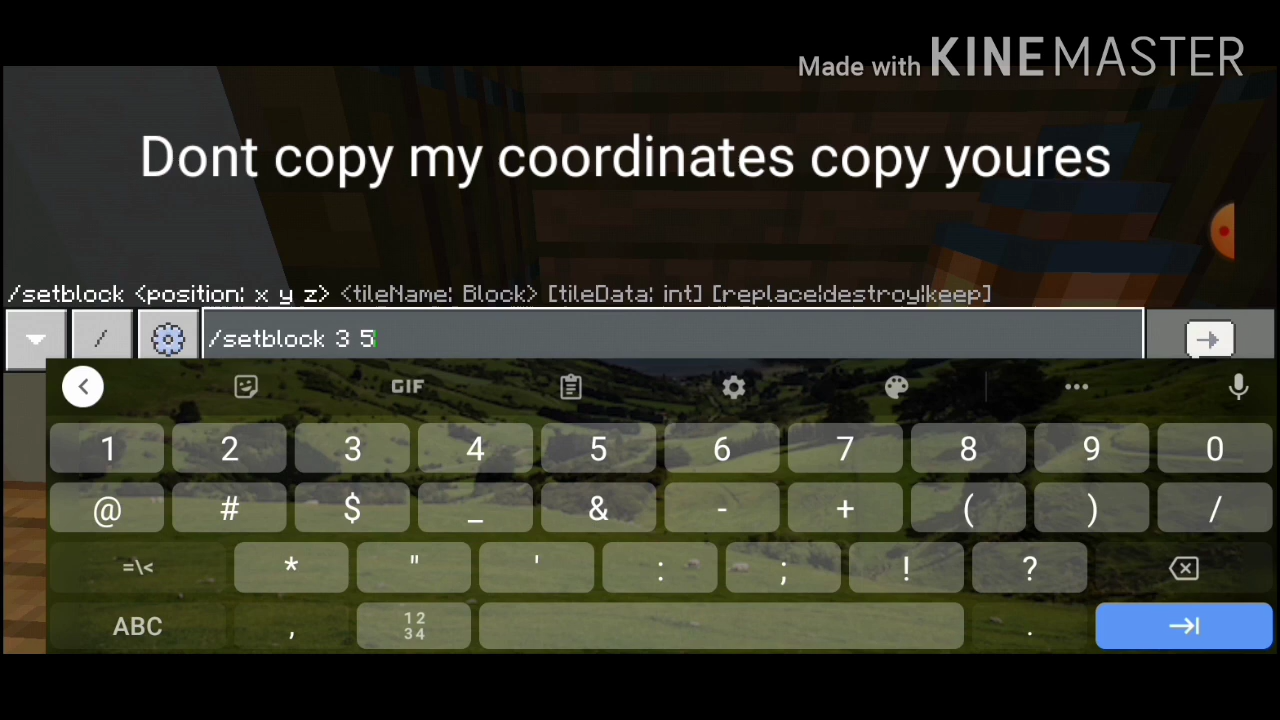 Made with KINEMASTER
Dont copy my coordinates copy youres
/setblock <position: x y z> <tileName: Block> [tileData: int] [replace|destroy|keep]
/
/setblock 3 5
GIF
1 2 3 4 5 6 7 8 9 0
@ # $ _ & - + ( ) /
=\< * " ' : ; ! ?
ABC , 12 .
34